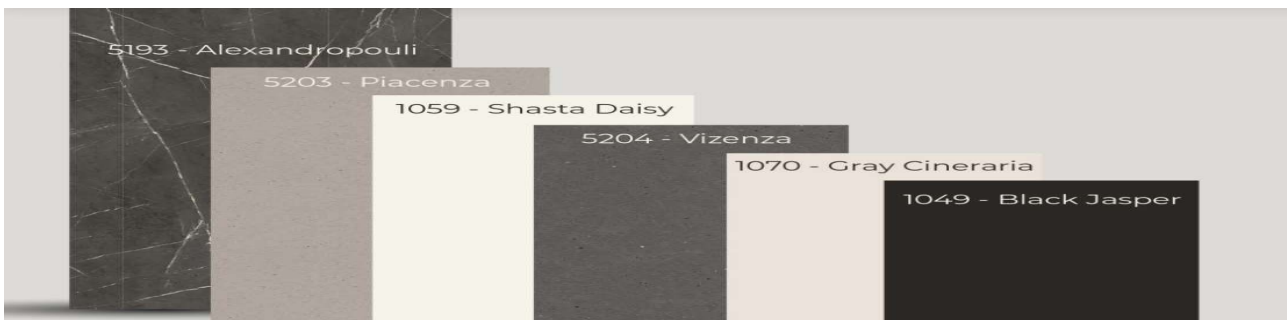 5193 - Alexandropouli
5203 - Piacenza
1059 - Shasta Daisy
5204 - Vizenza
1070 - Gray Cineraria
1049 - Black Jasper